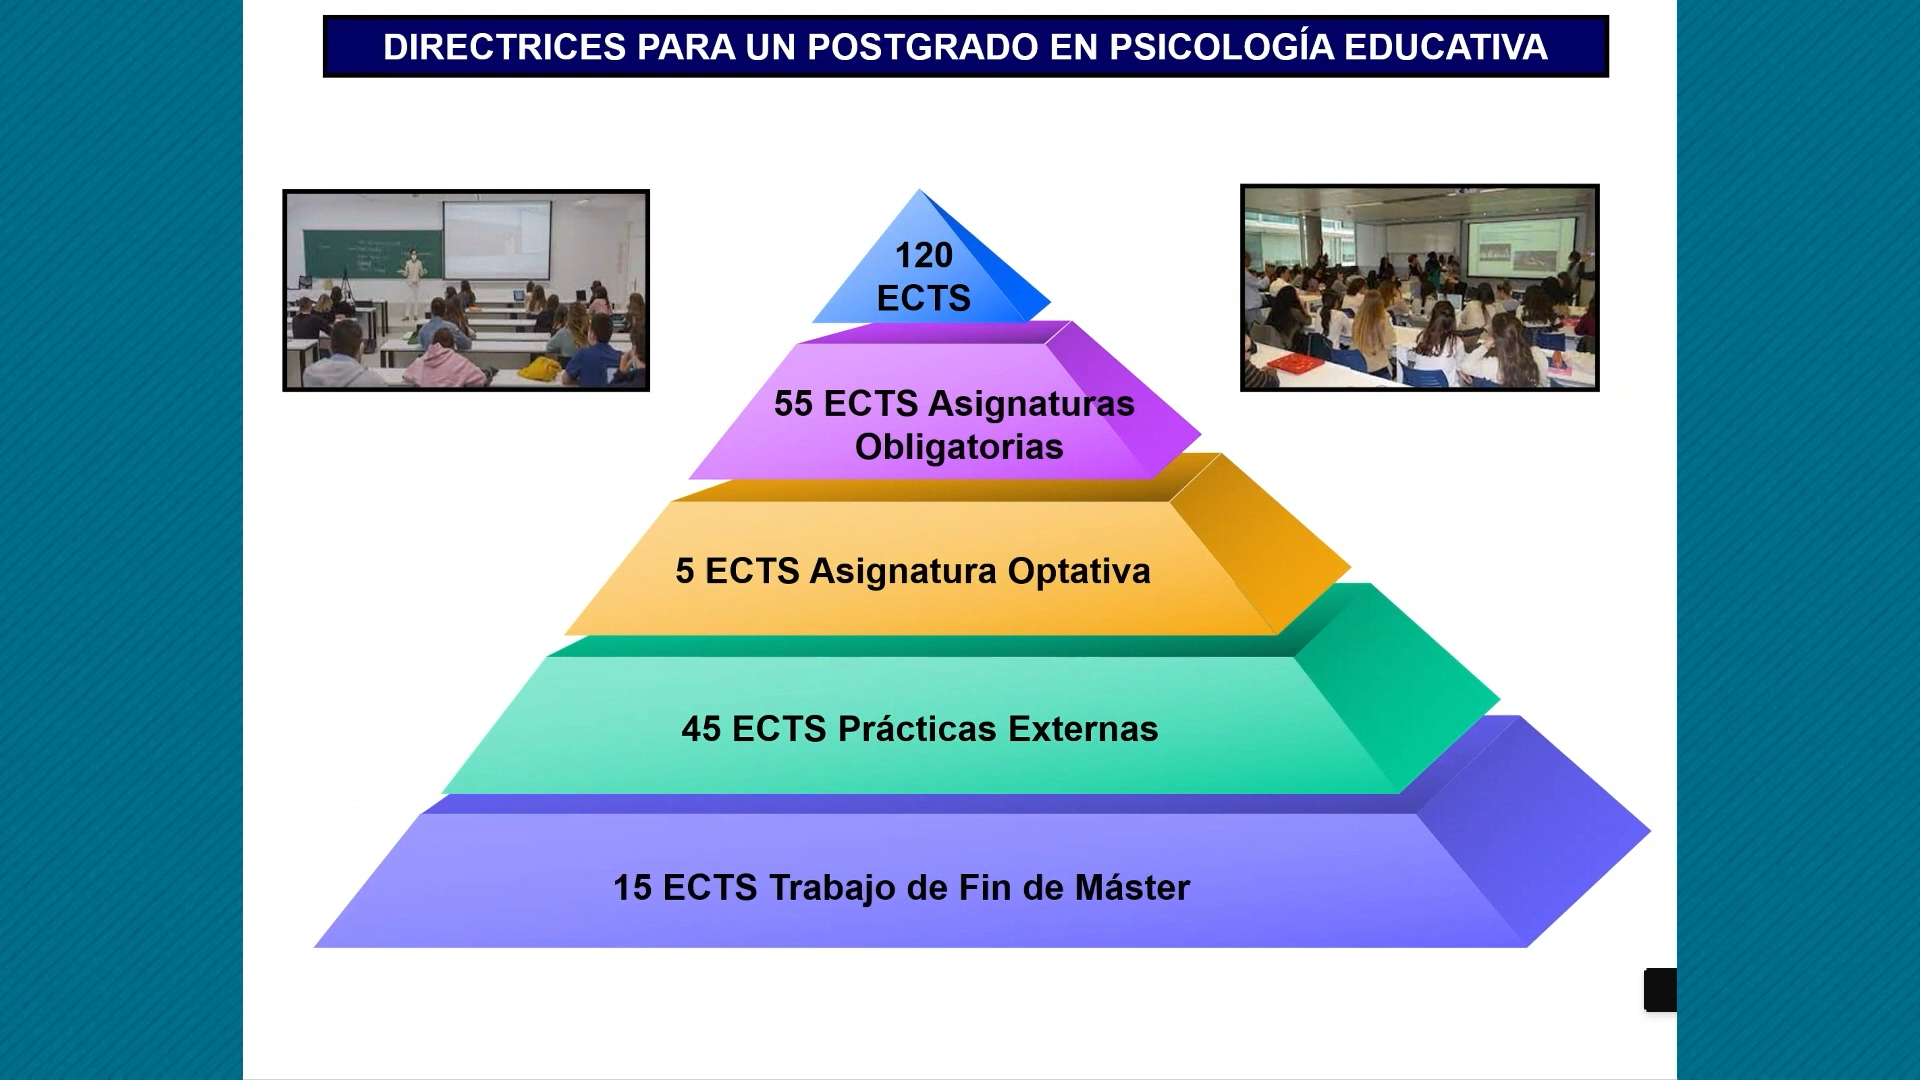 DIRECTRICES PARA UN POSTGRADO EN PSICOLOGÍA EDUCATIVA
120
ECTS
55 ECTS Asignaturas
Obligatorias
5 ECTS Asignatura Optativa
45 ECTS Prácticas Externas
15 ECTS Trabajo de Fin de Máster